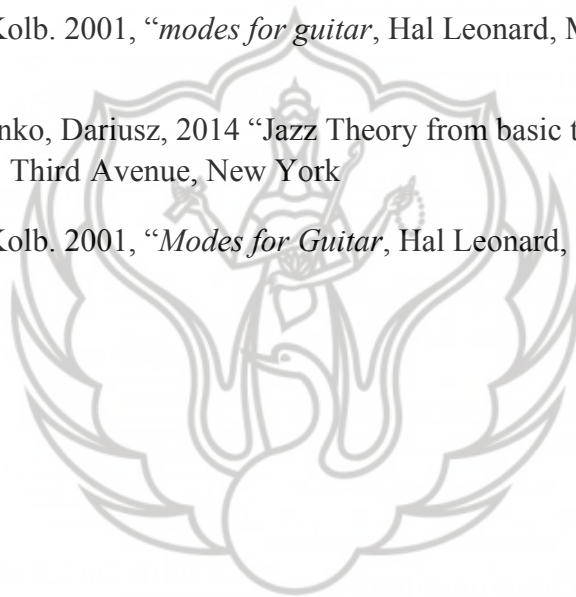 Kolb. 2001, “modes for guitar, Hal Leonard, M
nko, Dariusz, 2014 “Jazz Theory from basic t
Third Avenue, New York
Kolb. 2001, “Modes for Guitar, Hal Leonard,